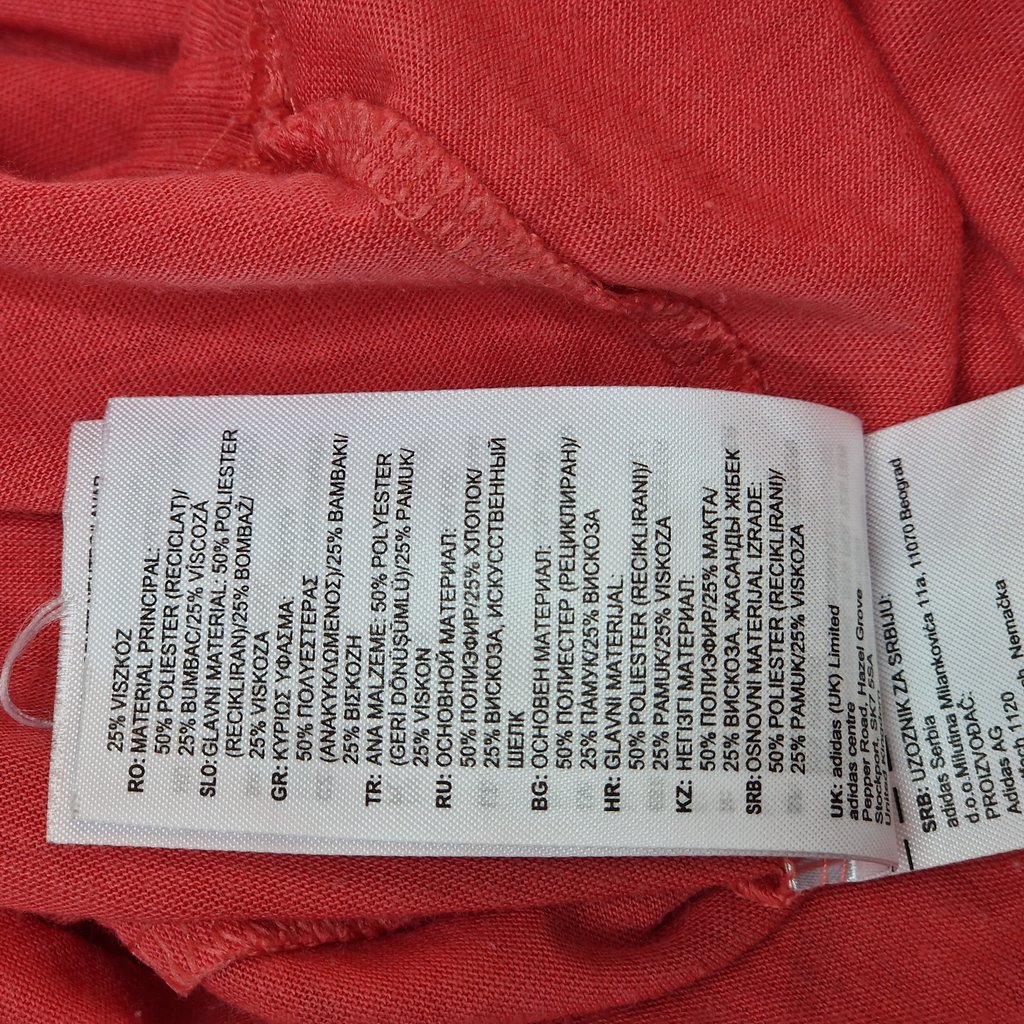 25% VISZKÓZ
RO: MATERIAL PRINCIPAL:
50% POLIESTER (RECICLAT)/
25% BUMBAC/25% VÎSCOZĂ
SLO: GLAVNI MATERIAL: 50% POLIESTER
(RECIKLIRAN)/25% BOMBAŽ/
25% VISKOZA
GR: ΚΥΡΙΩΣ ΥΦΑΣΜΑ:
50% ΠΟΛΥΕΣΤΕΡΑΣ
(ΑΝΑΚΥΚΛΩΜΕΝΟΣ)/25% ΒΑΜΒΑΚΙ/
25% ΒΙΣΚΟΖΗ
TR: ANA MALZEME: 50% POLYESTER
(GERİ DÖNÜŞÜMLÜ)/25% PAMUK/
25% VISKON
RU: ОСНОВНОЙ МАТЕРИАЛ:
50% ПОЛИЭФИР/25% ХЛОПОК/
25% ВИСКОЗА, ИСКУССТВЕННЫЙ
ШЕЛК
BG: ОСНОВЕН МАТЕРИАЛ:
50% ПОЛИЕСТЕР (РЕЦИКЛИРАН)/
25% ПАМУК/25% ВИСКОЗА
HR: GLAVNI MATERIJAL:
50% POLIESTER (RECIKLIRANI)/
25% PAMUK/25% VISKOZA
KZ: НЕГІЗГІ МАТЕРИАЛ:
50% ПОЛИЭФИР/25% МАҚТА/
25% ВИСКОЗА, ЖАСАНДЫ ЖІБЕК
SRB: OSNOVNI MATERIJAL IZRADE:
50% POLIESTER (RECIKLIRANI)/
25% PAMUK/25% VISKOZA
UK: adidas (UK) Limited
adidas centre
Pepper Road, Hazel Grove
Stockport, SK7 5SA
United
SRB: UZOZNIK ZA SRBIJU:
adidas Serbia
d.o.o Milutina Milankovića 11a, 11070 Beograd
PROIZVOĐAČ:
adidas AG
Nemačka